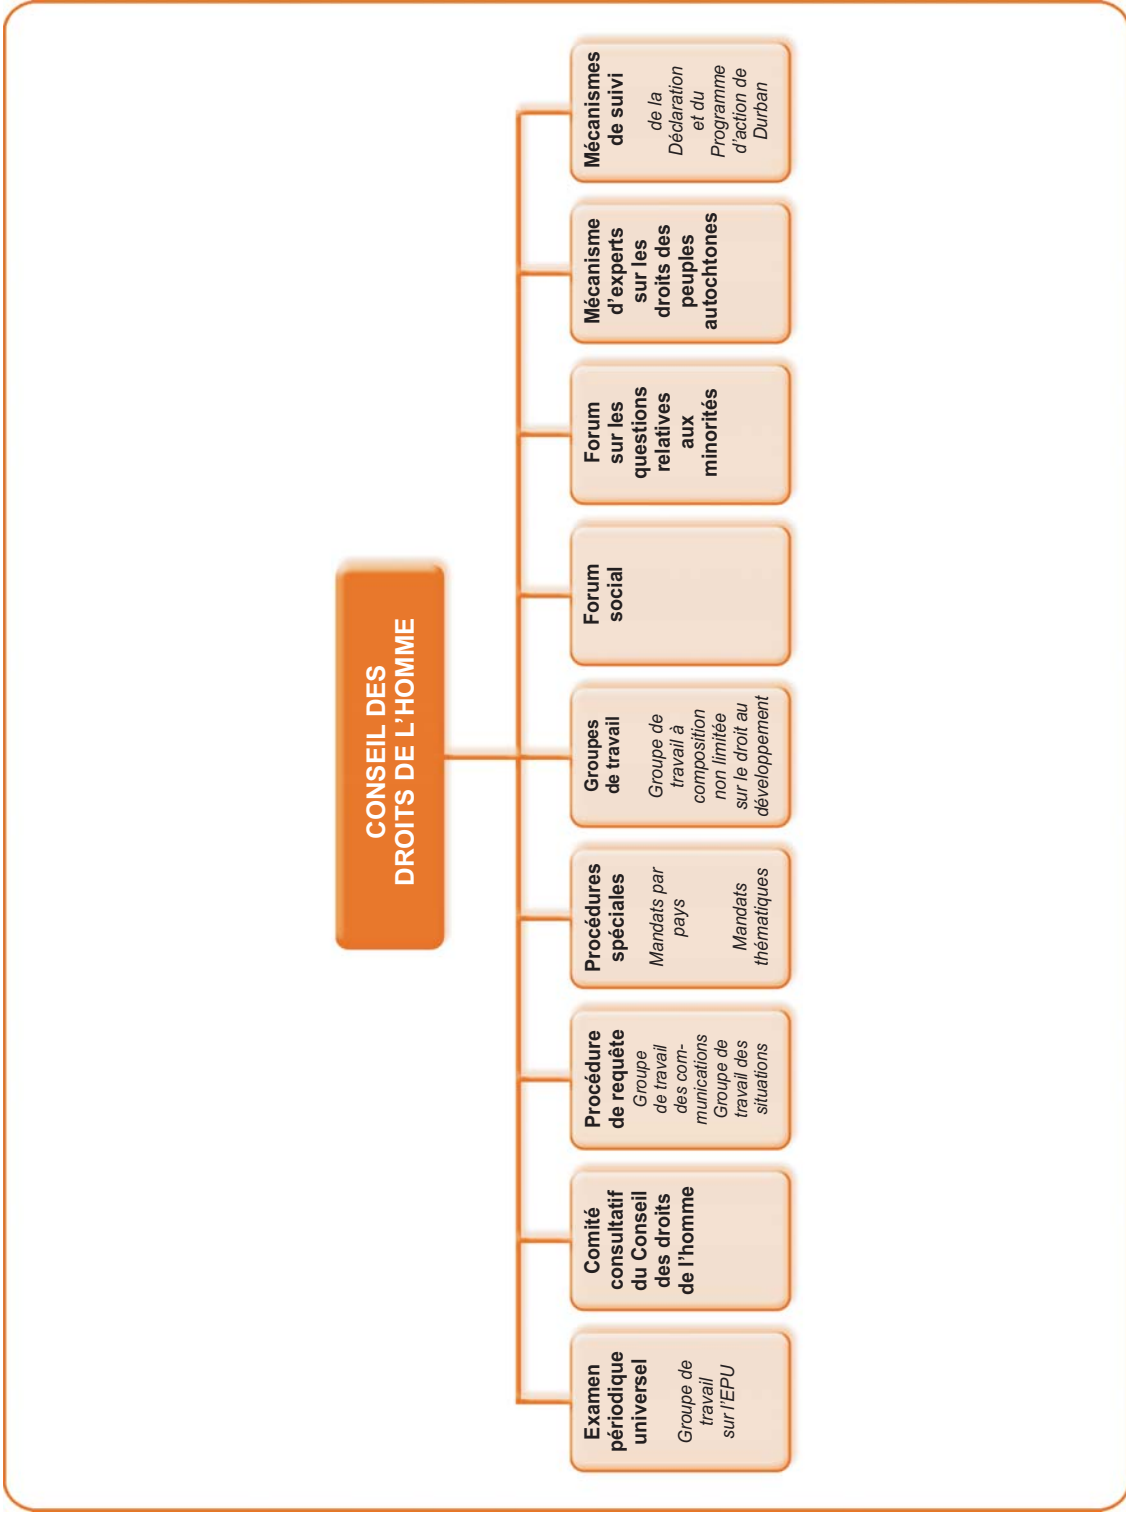 CONSEIL DES
DROITS DE L'HOMME
Examen
périodique
universel
Groupe de
travail
sur l'EPU
Comité
consultatif
du Conseil
des droits
de l'homme
Procédure
de requête
Groupe
de travail
des com-
munications
Groupe de
travail des
situations
Procédures
spéciales
Mandats par
pays
Mandats
thématiques
Groupes
de travail
Groupe de
travail à
composition
non limitée
sur le droit au
développement
Forum
social
Forum
sur les
questions
relatives
aux
minorités
Mécanisme
d'experts
sur les
droits des
peuples
autochtones
Mécanismes
de suivi
de la
Déclaration
et du
Programme
d'action de
Durban